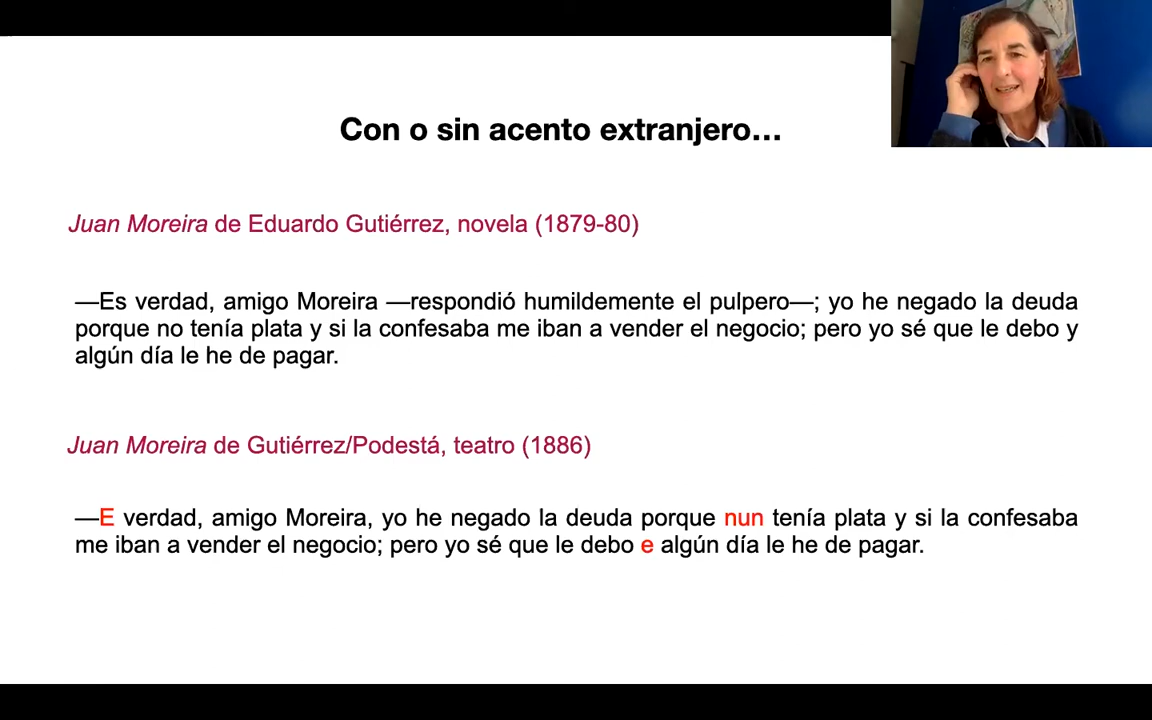 Con o sin acento extranjero…
Juan Moreira de Eduardo Gutiérrez, novela (1879-80)
—Es verdad, amigo Moreira —respondió humildemente el pulpero—; yo he negado la deuda
porque no tenía plata y si la confesaba me iban a vender el negocio; pero yo sé que le debo y
algún día le he de pagar.
Juan Moreira de Gutiérrez/Podestá, teatro (1886)
—E verdad, amigo Moreira, yo he negado la deuda porque nun tenía plata y si la confesaba
me iban a vender el negocio; pero yo sé que le debo e algún día le he de pagar.